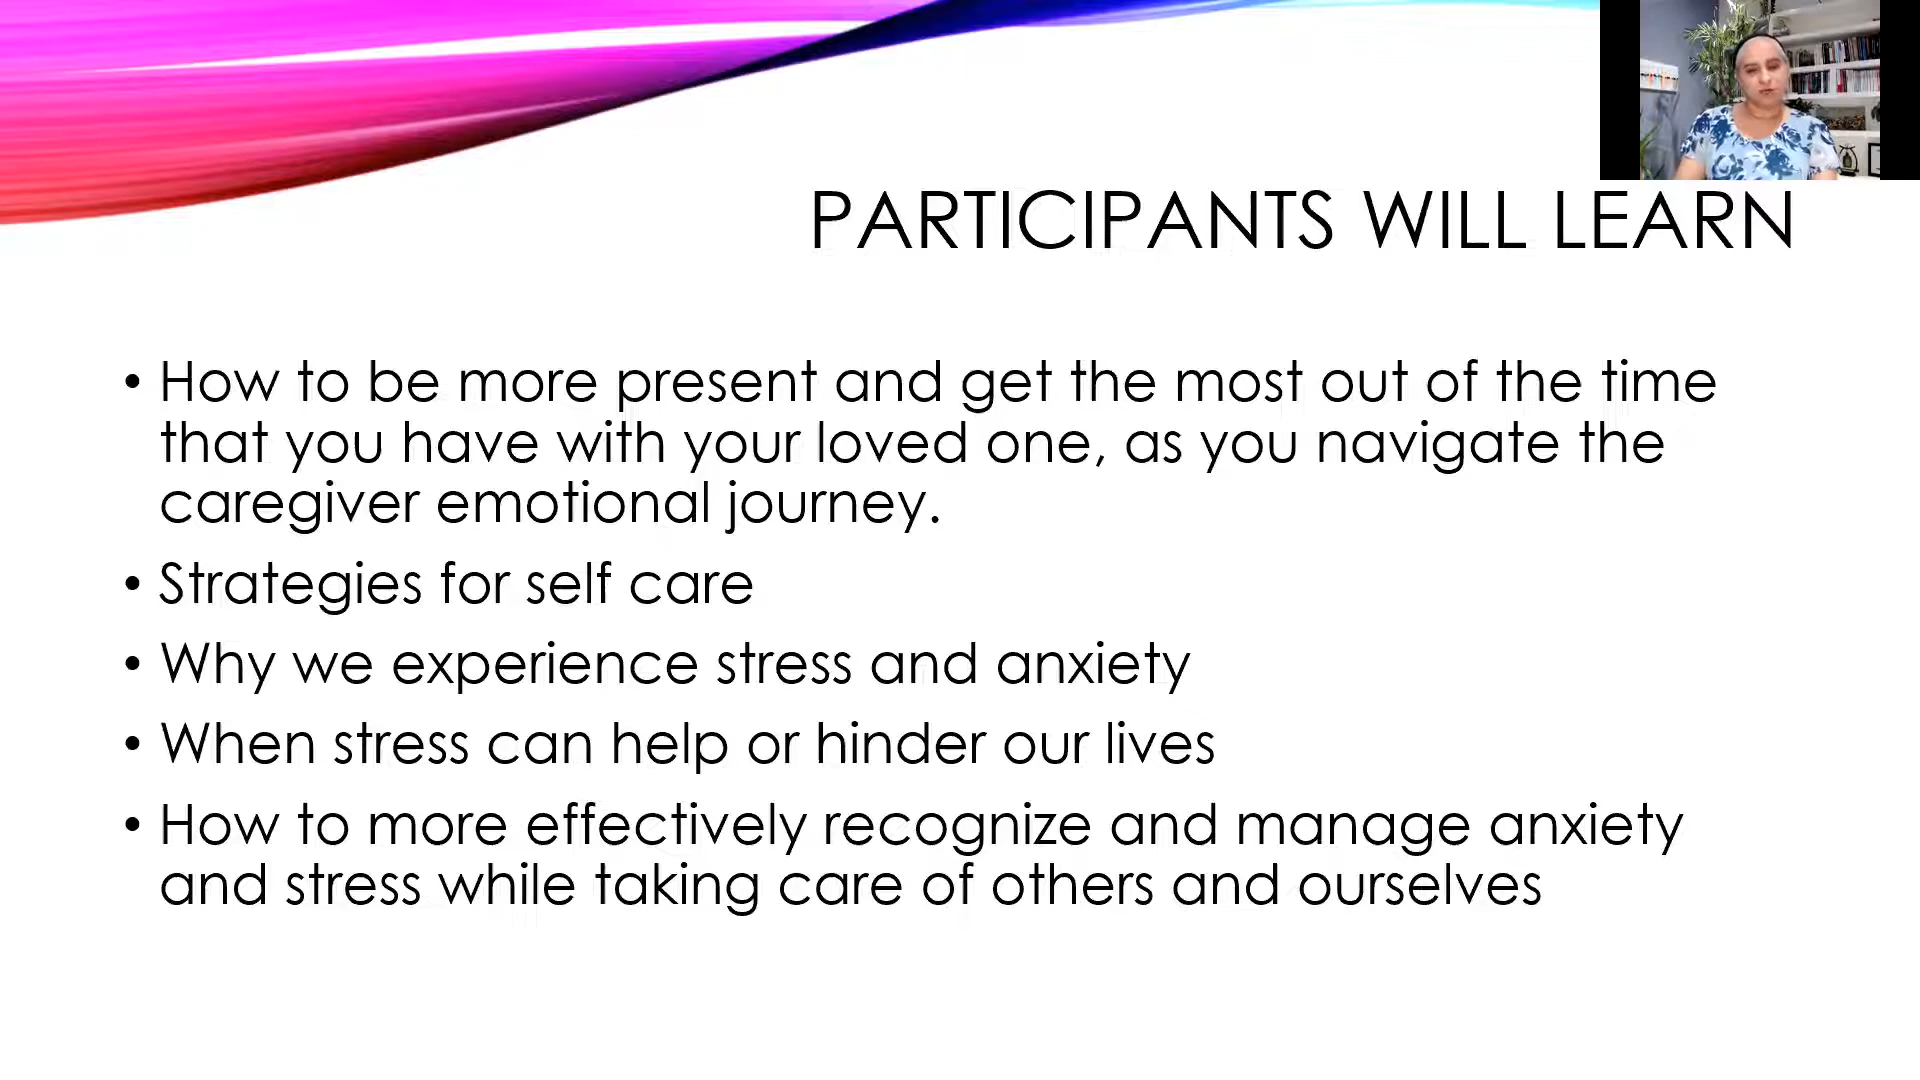 PARTICIPANTS WILL LEARN
• How to be more present and get the most out of the time
that you have with your loved one, as you navigate the
caregiver emotional journey.
• Strategies for self care
• Why we experience stress and anxiety
• When stress can help or hinder our lives
• How to more effectively recognize and manage anxiety
and stress while taking care of others and ourselves